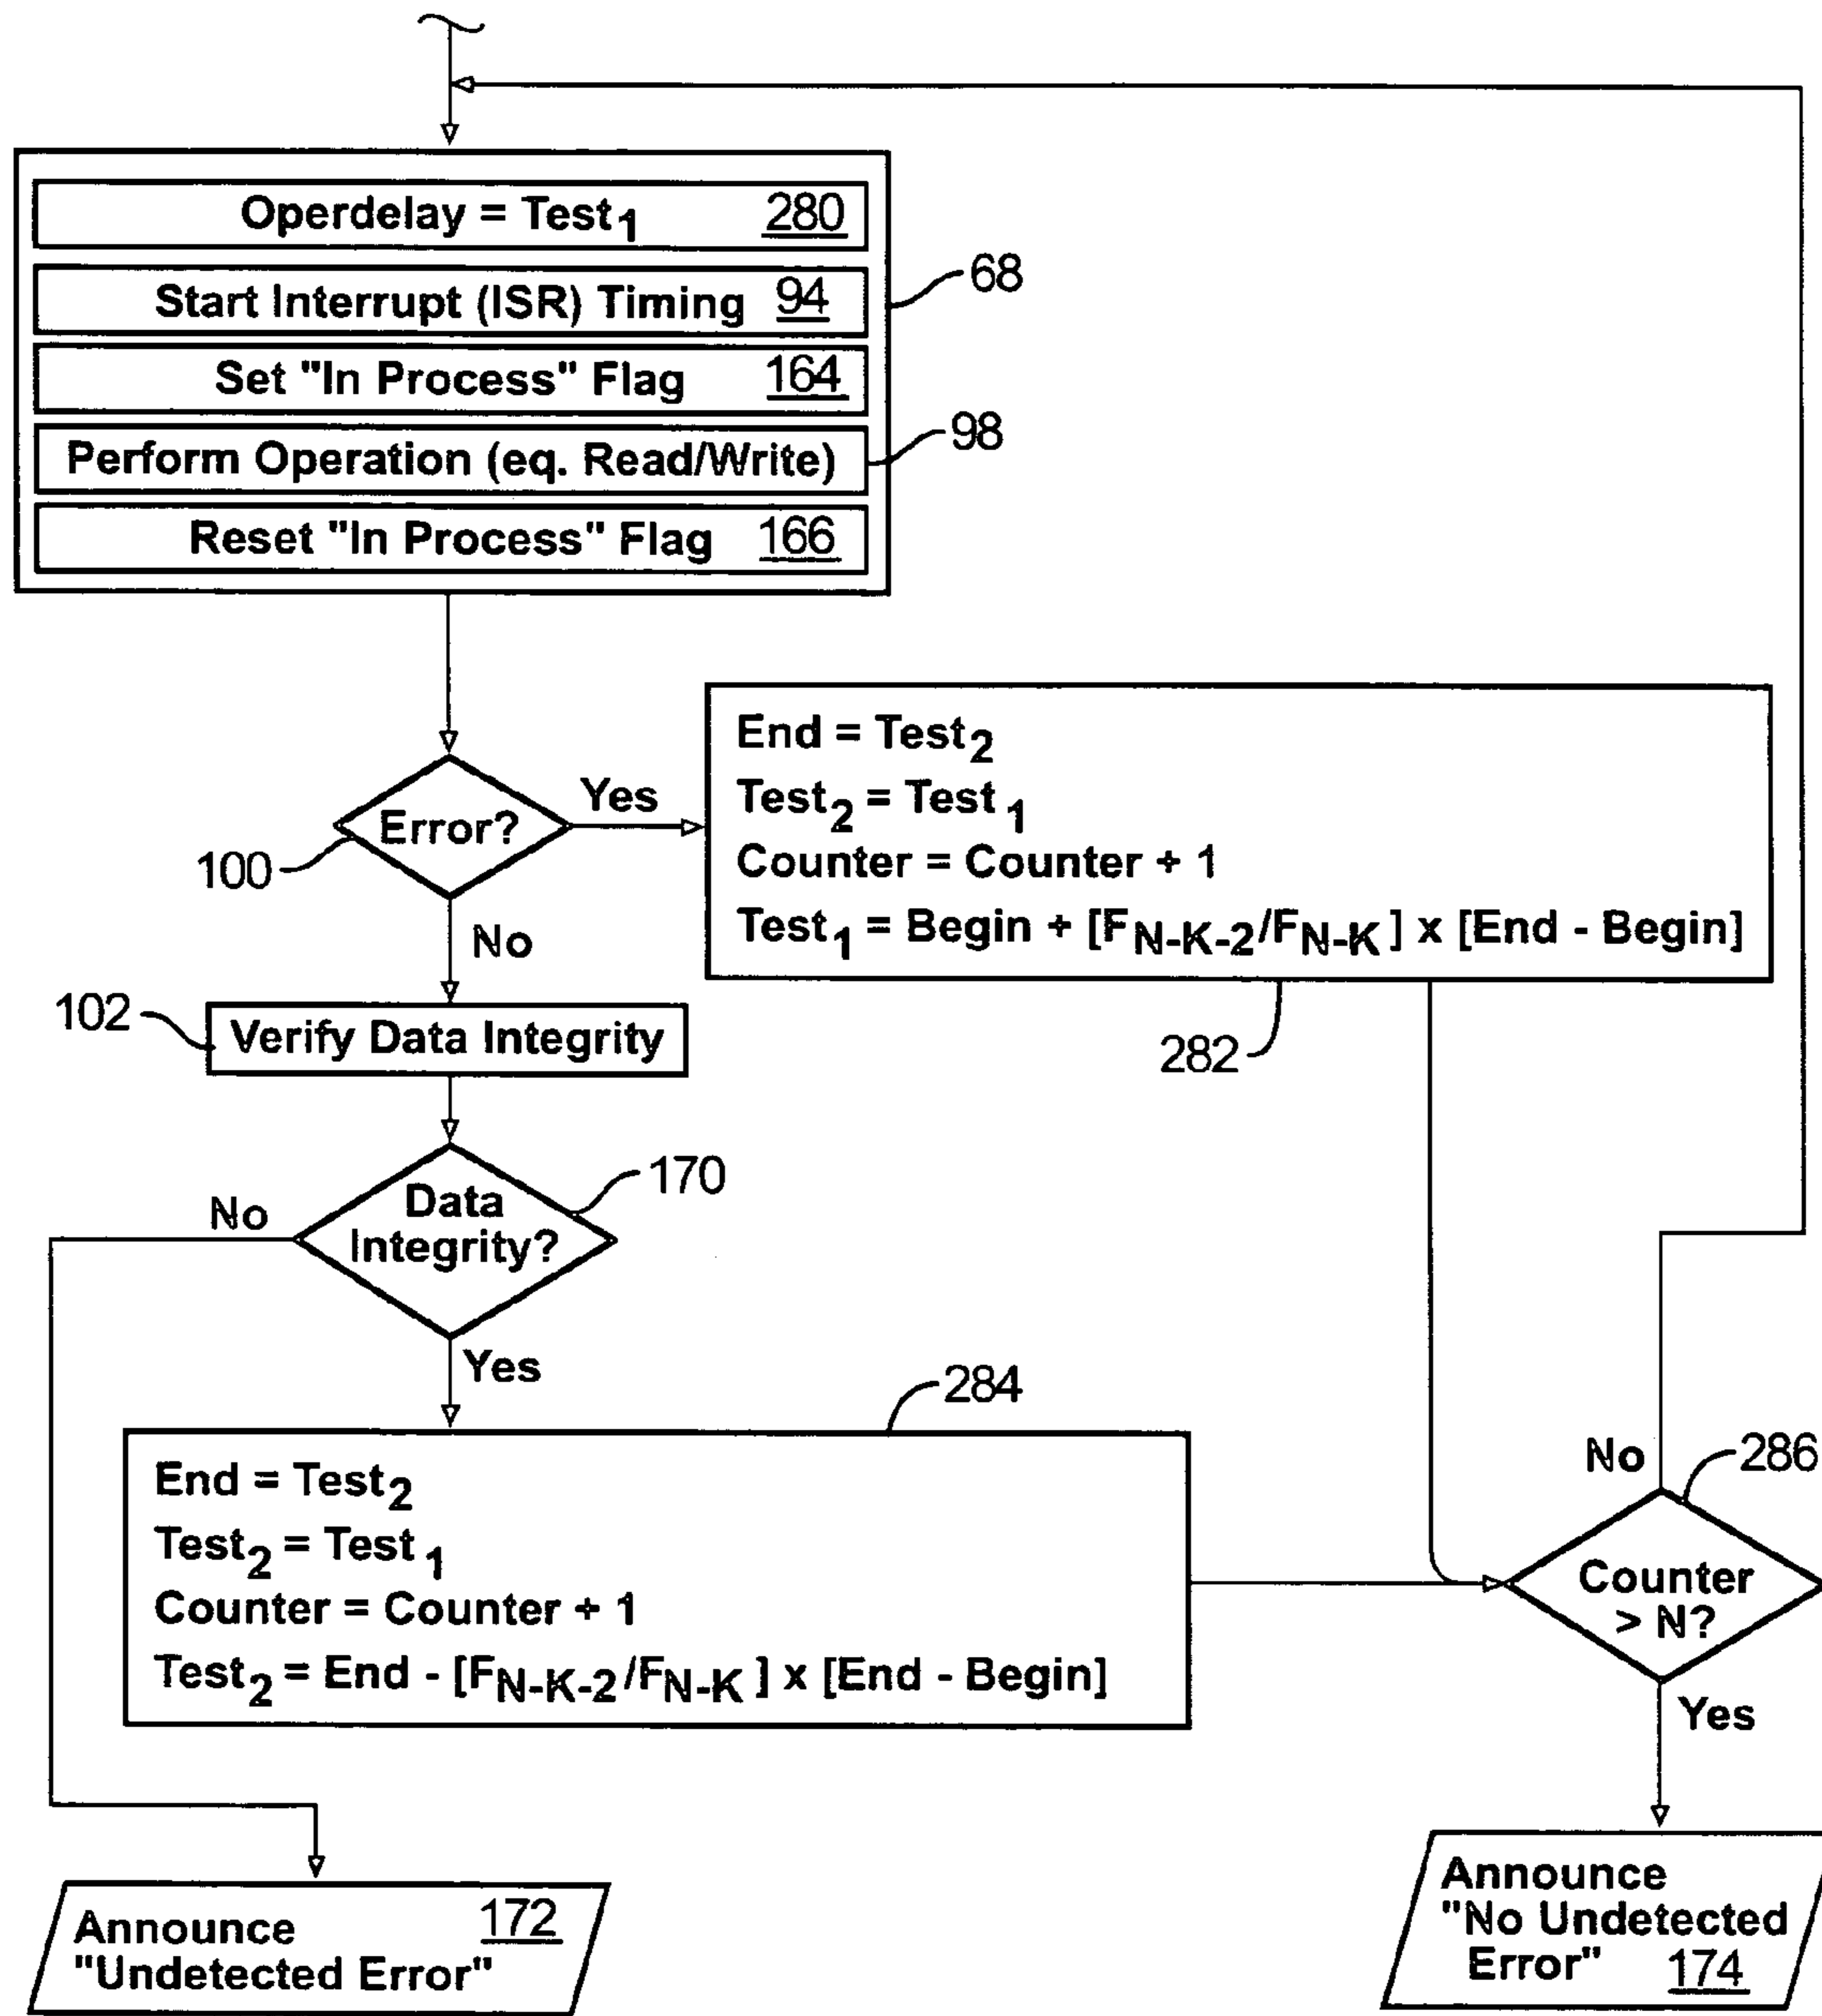 Operdelay = Test1 280
Start Interrupt (ISR) Timing 94
68
Set "In Process" Flag 164
Perform Operation (eq. Read/Write)
98
Reset "In Process" Flag 166
Error?
100
Yes
No
End = Test2
Test2 = Test 1
Counter = Counter + 1
Test1 = Begin + [FN-K-2/FN-K] x [End - Begin]
282
102
Verify Data Integrity
Data
Integrity?
170
No
Yes
284
End = Test2
Test2 = Test 1
Counter = Counter + 1
Test2 = End - [FN-K-2/FN-K] x [End - Begin]
No
286
Counter
> N?
Yes
Announce 172
"Undetected Error"
Announce
"No Undetected
Error" 174